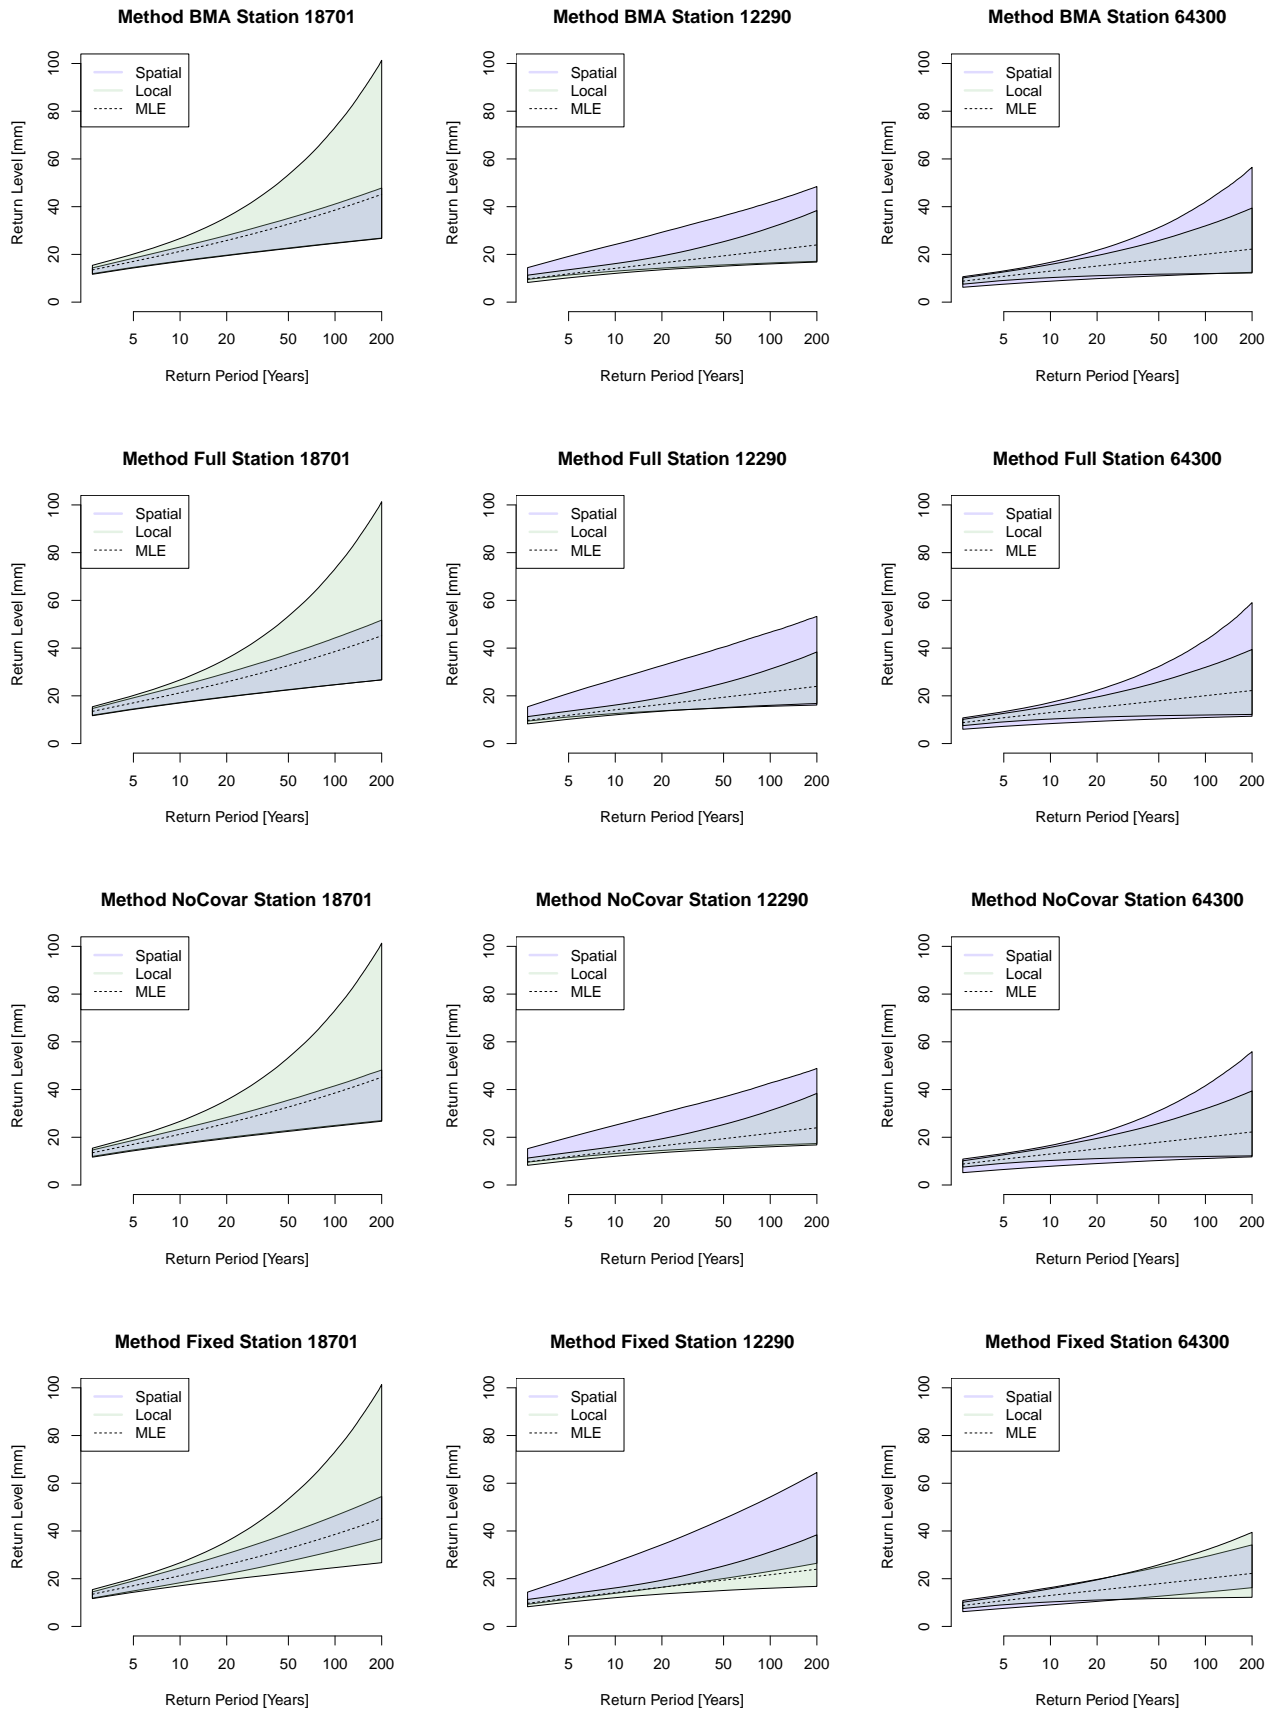 Method BMA Station 18701
Return Level [mm]
0 20 40 60 80 100
Spatial
Local
MLE
5 10 20 50 100 200
Return Period [Years]
Method BMA Station 12290
Return Level [mm]
0 20 40 60 80 100
Spatial
Local
MLE
5 10 20 50 100 200
Return Period [Years]
Method BMA Station 64300
Return Level [mm]
0 20 40 60 80 100
Spatial
Local
MLE
5 10 20 50 100 200
Return Period [Years]
Method Full Station 18701
Return Level [mm]
0 20 40 60 80 100
Spatial
Local
MLE
5 10 20 50 100 200
Return Period [Years]
Method Full Station 12290
Return Level [mm]
0 20 40 60 80 100
Spatial
Local
MLE
5 10 20 50 100 200
Return Period [Years]
Method Full Station 64300
Return Level [mm]
0 20 40 60 80 100
Spatial
Local
MLE
5 10 20 50 100 200
Return Period [Years]
Method NoCovar Station 18701
Return Level [mm]
0 20 40 60 80 100
Spatial
Local
MLE
5 10 20 50 100 200
Return Period [Years]
Method NoCovar Station 12290
Return Level [mm]
0 20 40 60 80 100
Spatial
Local
MLE
5 10 20 50 100 200
Return Period [Years]
Method NoCovar Station 64300
Return Level [mm]
0 20 40 60 80 100
Spatial
Local
MLE
5 10 20 50 100 200
Return Period [Years]
Method Fixed Station 18701
Return Level [mm]
0 20 40 60 80 100
Spatial
Local
MLE
5 10 20 50 100 200
Return Period [Years]
Method Fixed Station 12290
Return Level [mm]
0 20 40 60 80 100
Spatial
Local
MLE
5 10 20 50 100 200
Return Period [Years]
Method Fixed Station 64300
Return Level [mm]
0 20 40 60 80 100
Spatial
Local
MLE
5 10 20 50 100 200
Return Period [Years]